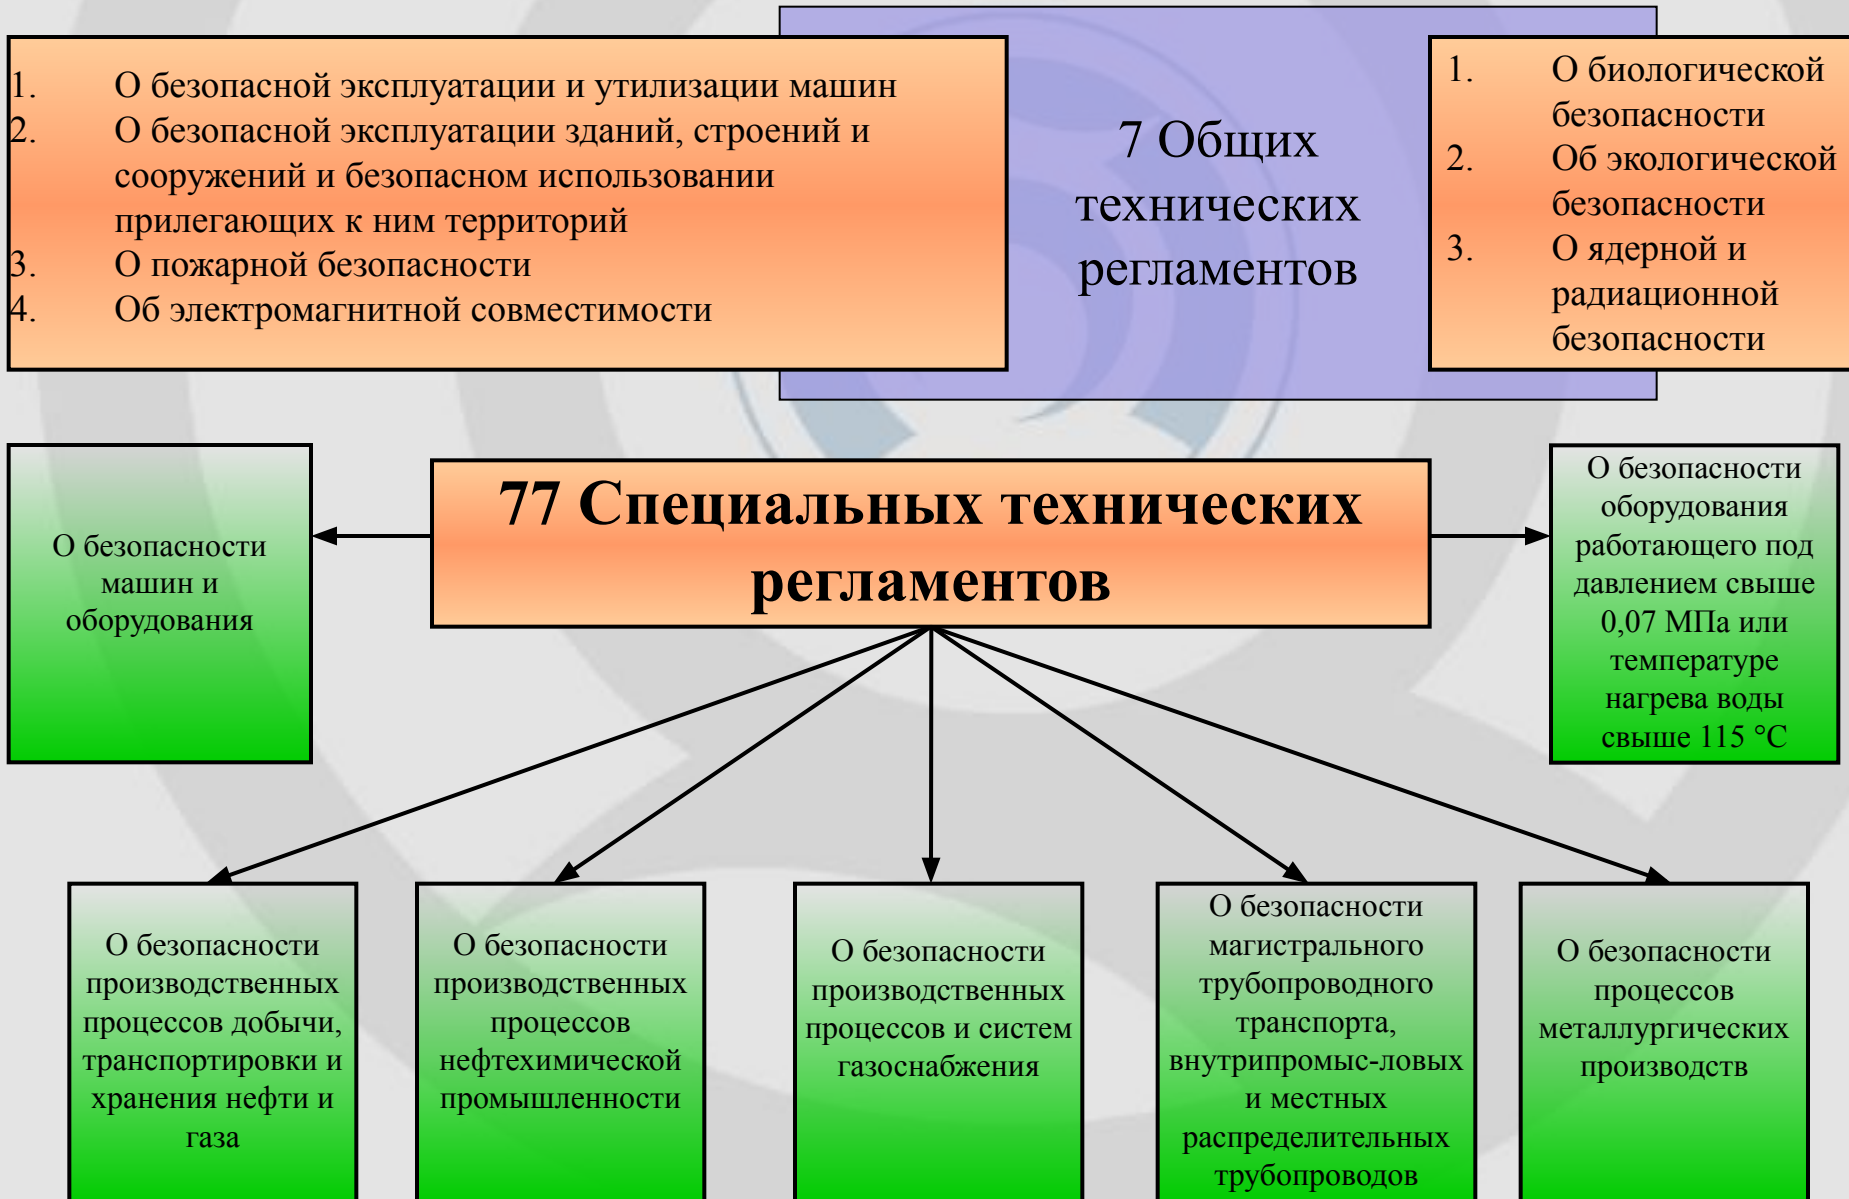 1. О безопасной эксплуатации и утилизации машин
2. О безопасной эксплуатации зданий, строений и
сооружений и безопасном использовании
прилегающих к ним территорий
3. О пожарной безопасности
4. Об электромагнитной совместимости
7 Общих
технических
регламентов
1. О биологической
безопасности
2. Об экологической
безопасности
3. О ядерной и
радиационной
безопасности
О безопасности
машин и
оборудования
77 Специальных технических
регламентов
О безопасности
оборудования
работающего под
давлением свыше
0,07 МПа или
температуре
нагрева воды
свыше 115 °C
О безопасности
производственных
процессов добычи,
транспортировки и
хранения нефти и
газа
О безопасности
производственных
процессов
нефтехимической
промышленности
О безопасности
производственных
процессов и систем
газоснабжения
О безопасности
магистрального
трубопроводного
транспорта,
внутрипромыс-ловых
и местных
распределительных
трубопроводов
О безопасности
процессов
металлургических
производств